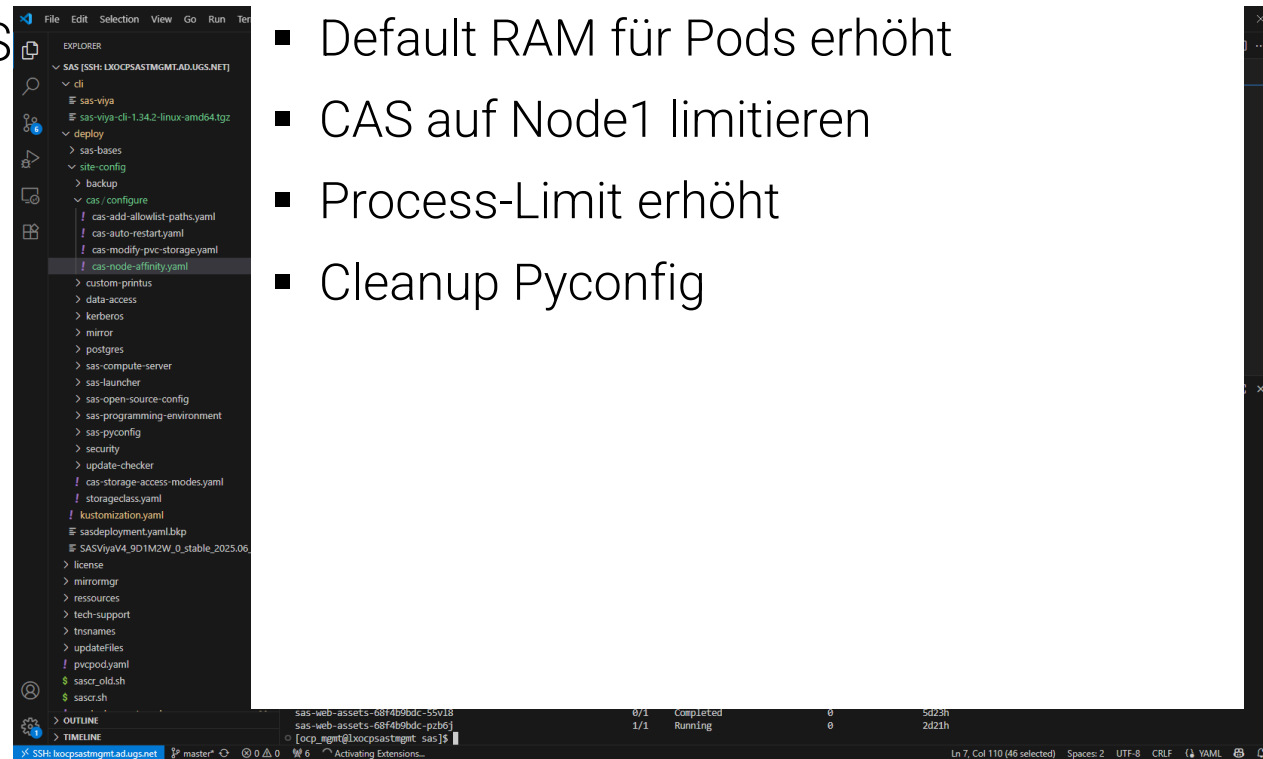 File Edit Selection View Go Run Ter
S
EXPLORER
SAS [SSH: LXOCPSASTMGMT.AD.UGS.NET]
cli
sas-viya
sas-viya-cli-1.34.2-linux-amd64.tgz
deploy
sas-bases
site-config
backup
cas / configure
cas-add-allowlist-paths.yaml
cas-auto-restart.yaml
cas-modify-pvc-storage.yaml
cas-node-affinity.yaml
custom-printus
data-access
kerberos
mirror
postgres
sas-compute-server
sas-launcher
sas-open-source-config
sas-programming-environment
sas-pyconfig
security
update-checker
cas-storage-access-modes.yaml
storageclass.yaml
kustomization.yaml
sasdeployment.yaml.bkp
SASViyaV4_9D1M2W_0_stable_2025.06_
license
mirrormgr
ressources
tech-support
tnsnames
updateFiles
pvcpod.yaml
sascr_old.sh
sascr.sh
OUTLINE
TIMELINE
▪ Default RAM für Pods erhöht
▪ CAS auf Node1 limitieren
▪ Process-Limit erhöht
▪ Cleanup Pyconfig
sas-web-assets-68f4b9bdc-55vl8 0/1 Completed 0 5d23h
sas-web-assets-68f4b9bdc-pzb6j 1/1 Running 0 2d21h
[ocp_mgmt@lxocpsastmgmt sas]$
SSH: lxocpsastmgmt.ad.ugs.net master* 0 0 6 Activating Extensions... Ln 7, Col 110 (46 selected) Spaces: 2 UTF-8 CRLF YAML